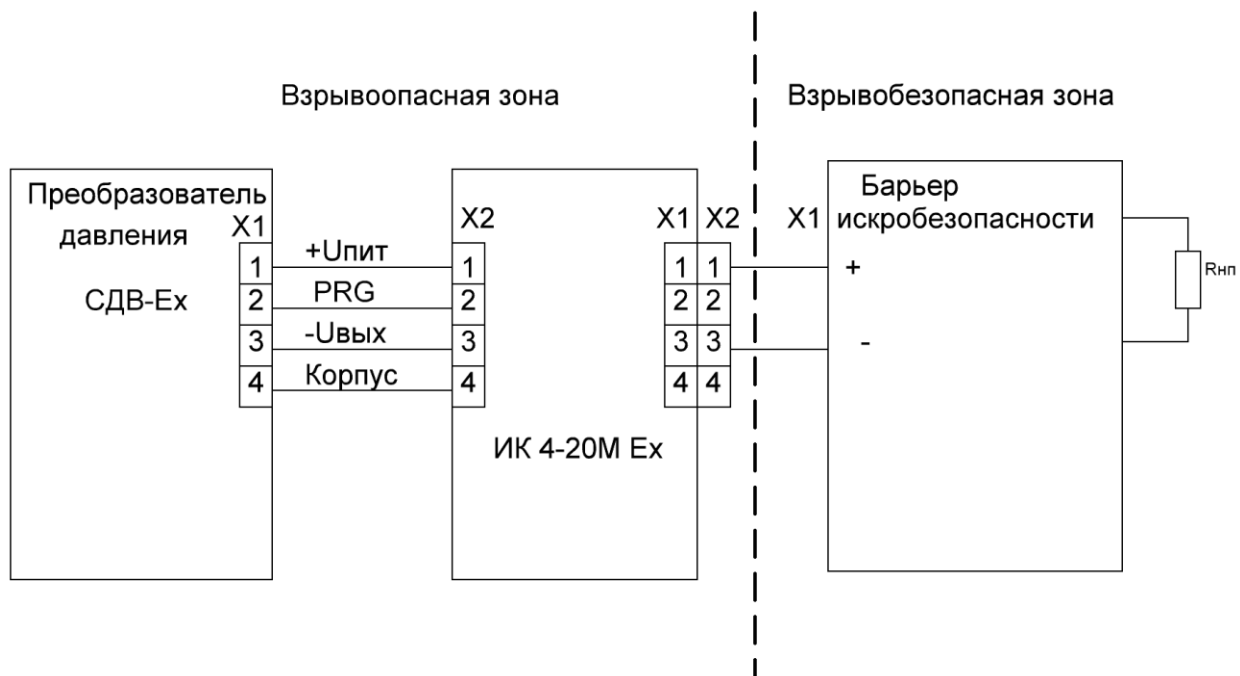 Взрывоопасная зона
Взрывобезопасная зона
Преобразователь
давления
СДВ-Ex
X1
1
2
3
4
+Uпит
PRG
-Uвых
Корпус
X2
1
2
3
4
ИК 4-20М Ex
X1 X2
1 1
2 2
3 3
4 4
X1
Барьер
искробезопасности
+
-
Rнп